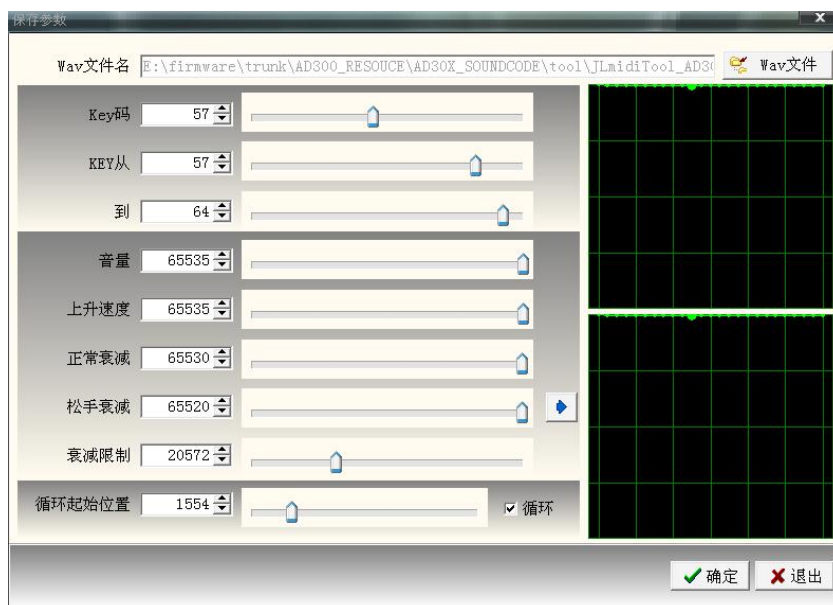 保存参数
Wav文件名 E:\firmware\trunk\AD300_RESOUCE\AD30X_SOUNDCODE\tool\JLmidiTool_AD30 Wav文件
Key码 57
KEY从 57
到 64
音量 65535
上升速度 65535
正常衰减 65530
松手衰减 65520
衰减限制 20572
循环起始位置 1554 循环
确定 退出